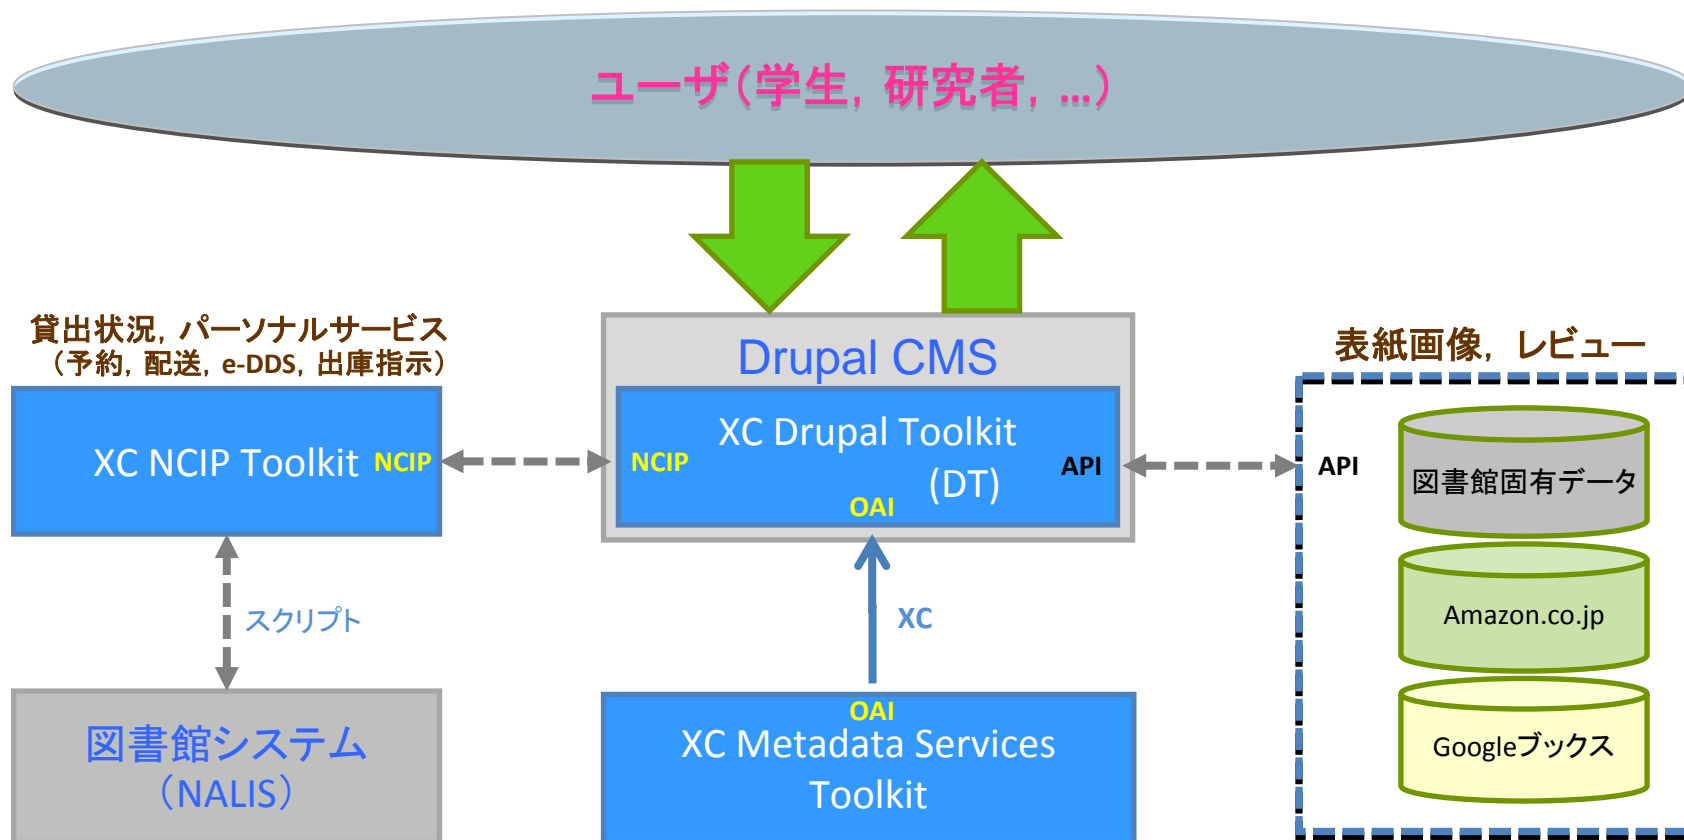 ユーザ（学生，研究者，...）
貸出状況，パーソナルサービス
（予約，配送，e-DDS，出庫指示）
Drupal CMS
表紙画像，レビュー
XC NCIP Toolkit NCIP
NCIP
XC Drupal Toolkit
(DT)
API
OAI
API
図書館固有データ
Amazon.co.jp
Googleブックス
スクリプト
XC
図書館システム
（NALIS）
OAI
XC Metadata Services
Toolkit